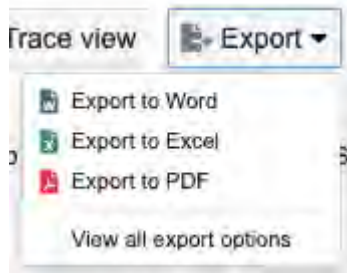 Trace view
Export
Export to Word
Export to Excel
Export to PDF
View all export options